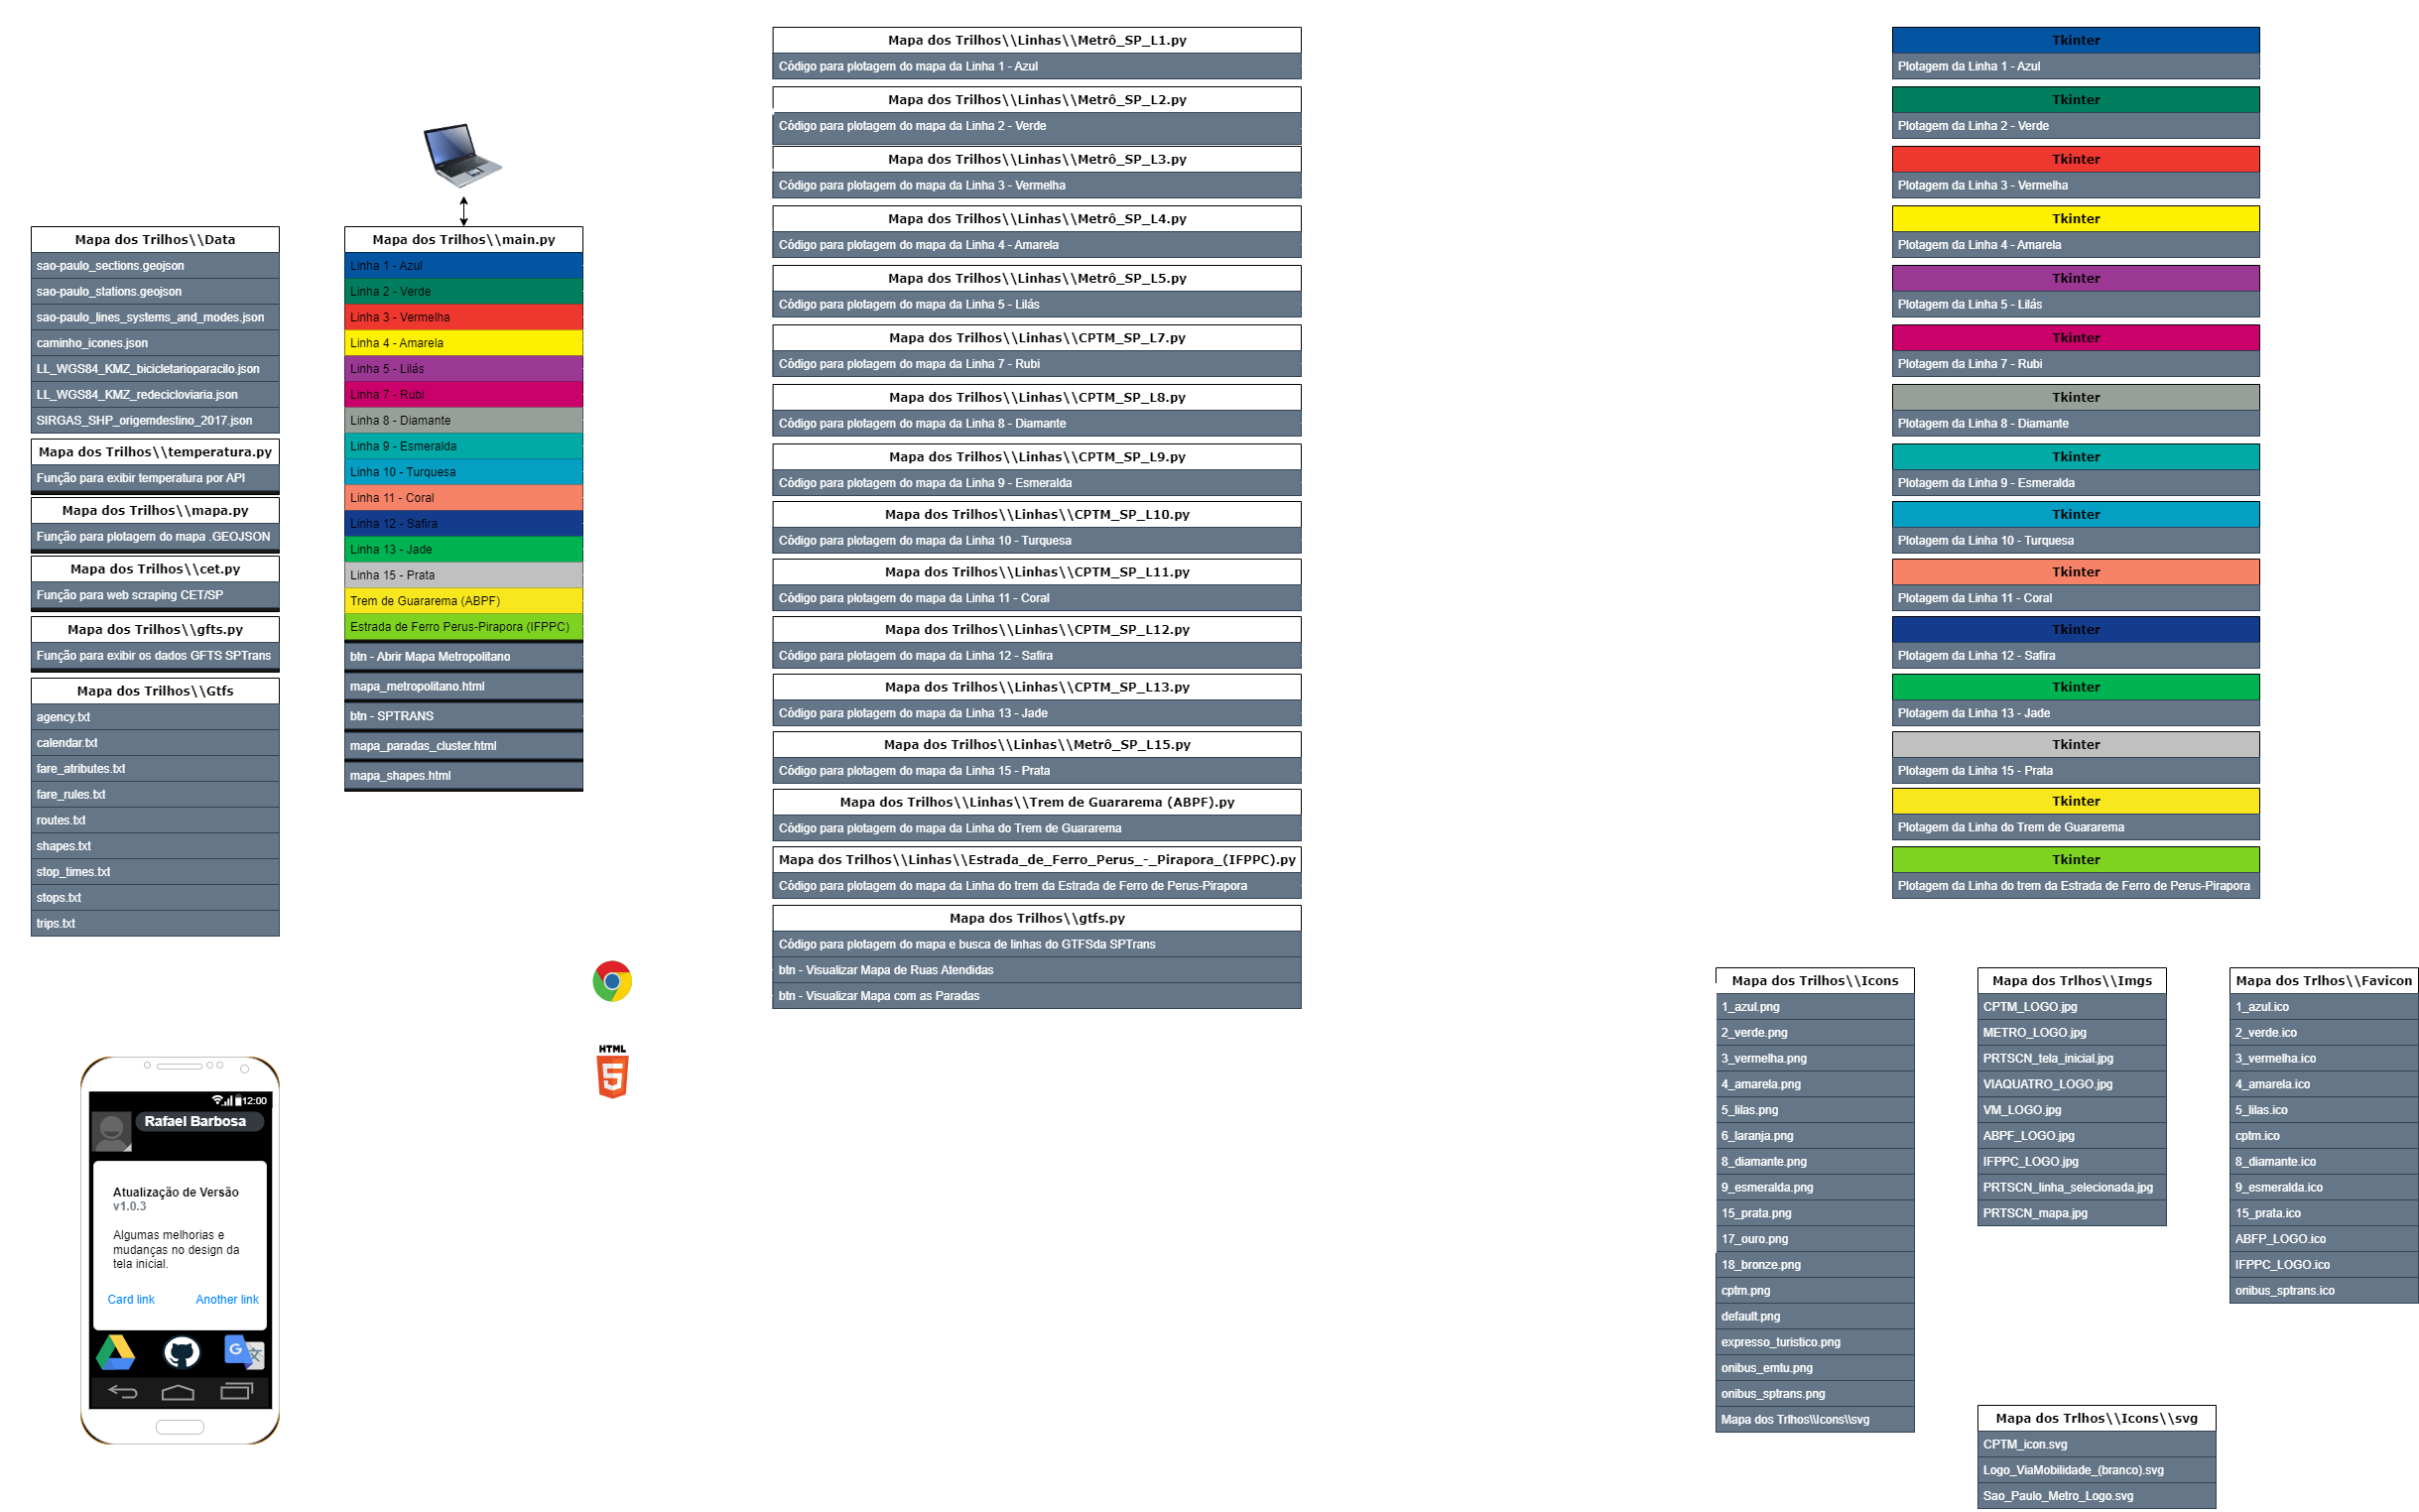 Mapa dos Trilhos\\Data
sao-paulo_sections.geojson
sao-paulo_stations.geojson
sao-paulo_lines_systems_and_modes.json
caminho_icones.json
LL_WGS84_KMZ_bicicletarioparacilo.json
LL_WGS84_KMZ_redecicloviaria.json
SIRGAS_SHP_origemdestino_2017.json
Mapa dos Trilhos\\temperatura.py
Função para exibir temperatura por API
Mapa dos Trilhos\\mapa.py
Função para plotagem do mapa .GEOJSON
Mapa dos Trilhos\\cet.py
Função para web scraping CET/SP
Mapa dos Trilhos\\gfts.py
Função para exibir os dados GFTS SPTrans
Mapa dos Trilhos\\Gtfs
agency.txt
calendar.txt
fare_atributes.txt
fare_rules.txt
routes.txt
shapes.txt
stop_times.txt
stops.txt
trips.txt
Mapa dos Trilhos\\main.py
Linha 1 - Azul
Linha 2 - Verde
Linha 3 - Vermelha
Linha 4 - Amarela
Linha 5 - Lilás
Linha 7 - Rubi
Linha 8 - Diamante
Linha 9 - Esmeralda
Linha 10 - Turquesa
Linha 11 - Coral
Linha 12 - Safira
Linha 13 - Jade
Linha 15 - Prata
Trem de Guararema (ABPF)
Estrada de Ferro Perus-Pirapora (IFPPC)
btn - Abrir Mapa Metropolitano
mapa_metropolitano.html
btn - SPTRANS
mapa_paradas_cluster.html
mapa_shapes.html
Mapa dos Trilhos\\Linhas\\Metrô_SP_L1.py
Código para plotagem do mapa da Linha 1 - Azul
Mapa dos Trilhos\\Linhas\\Metrô_SP_L2.py
Código para plotagem do mapa da Linha 2 - Verde
Mapa dos Trilhos\\Linhas\\Metrô_SP_L3.py
Código para plotagem do mapa da Linha 3 - Vermelha
Mapa dos Trilhos\\Linhas\\Metrô_SP_L4.py
Código para plotagem do mapa da Linha 4 - Amarela
Mapa dos Trilhos\\Linhas\\Metrô_SP_L5.py
Código para plotagem do mapa da Linha 5 - Lilás
Mapa dos Trilhos\\Linhas\\CPTM_SP_L7.py
Código para plotagem do mapa da Linha 7 - Rubi
Mapa dos Trilhos\\Linhas\\CPTM_SP_L8.py
Código para plotagem do mapa da Linha 8 - Diamante
Mapa dos Trilhos\\Linhas\\CPTM_SP_L9.py
Código para plotagem do mapa da Linha 9 - Esmeralda
Mapa dos Trilhos\\Linhas\\CPTM_SP_L10.py
Código para plotagem do mapa da Linha 10 - Turquesa
Mapa dos Trilhos\\Linhas\\CPTM_SP_L11.py
Código para plotagem do mapa da Linha 11 - Coral
Mapa dos Trilhos\\Linhas\\CPTM_SP_L12.py
Código para plotagem do mapa da Linha 12 - Safira
Mapa dos Trilhos\\Linhas\\CPTM_SP_L13.py
Código para plotagem do mapa da Linha 13 - Jade
Mapa dos Trilhos\\Linhas\\Metrô_SP_L15.py
Código para plotagem do mapa da Linha 15 - Prata
Mapa dos Trilhos\\Linhas\\Trem de Guararema (ABPF).py
Código para plotagem do mapa da Linha do Trem de Guararema
Mapa dos Trilhos\\Linhas\\Estrada_de_Ferro_Perus_-_Pirapora_(IFPPC).py
Código para plotagem do mapa da Linha do trem da Estrada de Ferro de Perus-Pirapora
Mapa dos Trilhos\\gtfs.py
Código para plotagem do mapa e busca de linhas do GTFSda SPTrans
btn - Visualizar Mapa de Ruas Atendidas
btn - Visualizar Mapa com as Paradas
Tkinter
Plotagem da Linha 1 - Azul
Tkinter
Plotagem da Linha 2 - Verde
Tkinter
Plotagem da Linha 3 - Vermelha
Tkinter
Plotagem da Linha 4 - Amarela
Tkinter
Plotagem da Linha 5 - Lilás
Tkinter
Plotagem da Linha 7 - Rubi
Tkinter
Plotagem da Linha 8 - Diamante
Tkinter
Plotagem da Linha 9 - Esmeralda
Tkinter
Plotagem da Linha 10 - Turquesa
Tkinter
Plotagem da Linha 11 - Coral
Tkinter
Plotagem da Linha 12 - Safira
Tkinter
Plotagem da Linha 13 - Jade
Tkinter
Plotagem da Linha 15 - Prata
Tkinter
Plotagem da Linha do Trem de Guararema
Tkinter
Plotagem da Linha do trem da Estrada de Ferro de Perus-Pirapora
HTML
5
12:00
Rafael Barbosa
Atualização de Versão
v1.0.3
Algumas melhorias e
mudanças no design da
tela inicial.
Card link
Another link
G
文
Mapa dos Trilhos\\Icons
1_azul.png
2_verde.png
3_vermelha.png
4_amarela.png
5_lilas.png
6_laranja.png
8_diamante.png
9_esmeralda.png
15_prata.png
17_ouro.png
18_bronze.png
cptm.png
default.png
expresso_turistico.png
onibus_emtu.png
onibus_sptrans.png
Mapa dos Trlhos\\Icons\\svg
Mapa dos Trlhos\\Imgs
CPTM_LOGO.jpg
METRO_LOGO.jpg
PRTSCN_tela_inicial.jpg
VIAQUATRO_LOGO.jpg
VM_LOGO.jpg
ABPF_LOGO.jpg
IFPPC_LOGO.jpg
PRTSCN_linha_selecionada.jpg
PRTSCN_mapa.jpg
Mapa dos Trlhos\\Favicon
1_azul.ico
2_verde.ico
3_vermelha.ico
4_amarela.ico
5_lilas.ico
cptm.ico
8_diamante.ico
9_esmeralda.ico
15_prata.ico
ABFP_LOGO.ico
IFPPC_LOGO.ico
onibus_sptrans.ico
Mapa dos Trlhos\\Icons\\svg
CPTM_icon.svg
Logo_ViaMobilidade_(branco).svg
Sao_Paulo_Metro_Logo.svg